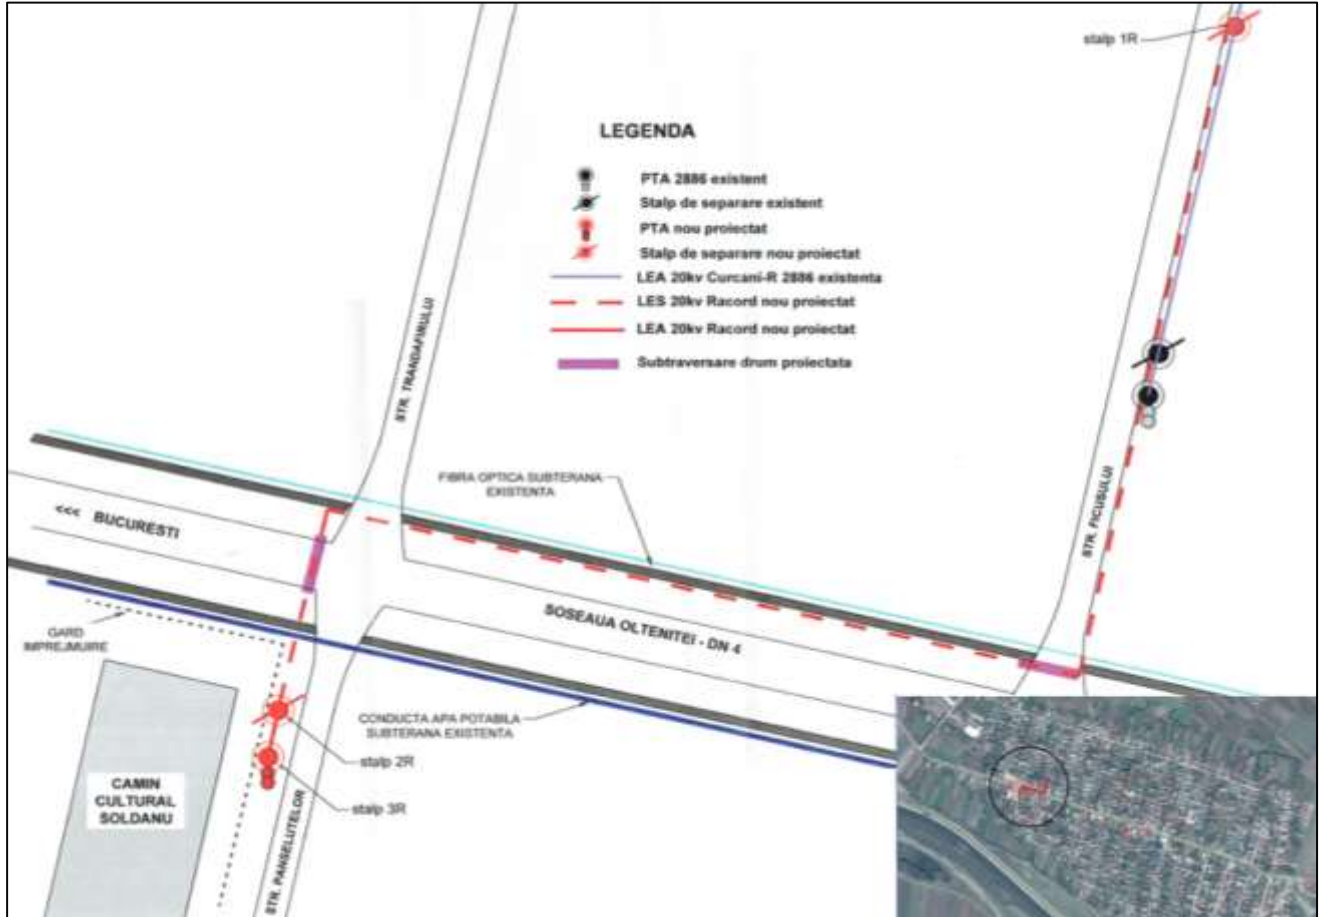 stalp 1R
LEGENDA
PTA 2886 existent
Stalp de separare existent
PTA nou proiectat
Stalp de separare nou proiectat
LEA 20kv Curcani-R 2886 existenta
LES 20kv Racord nou proiectat
LEA 20kv Racord nou proiectat
Subtraversare drum proiectata
STR. TRANDAFIRULUI
FIBRA OPTICA SUBTERANA
EXISTENTA
STR. FICUSULUI
<<< BUCURESTI
SOSEAUA OLTENITEI - DN 4
GARD
IMPREJMUIRE
CONDUCTA APA POTABILA
SUBTERANA EXISTENTA
stalp 2R
stalp 3R
CAMIN
CULTURAL
SOLDANU
STR. PANSELUTELOR